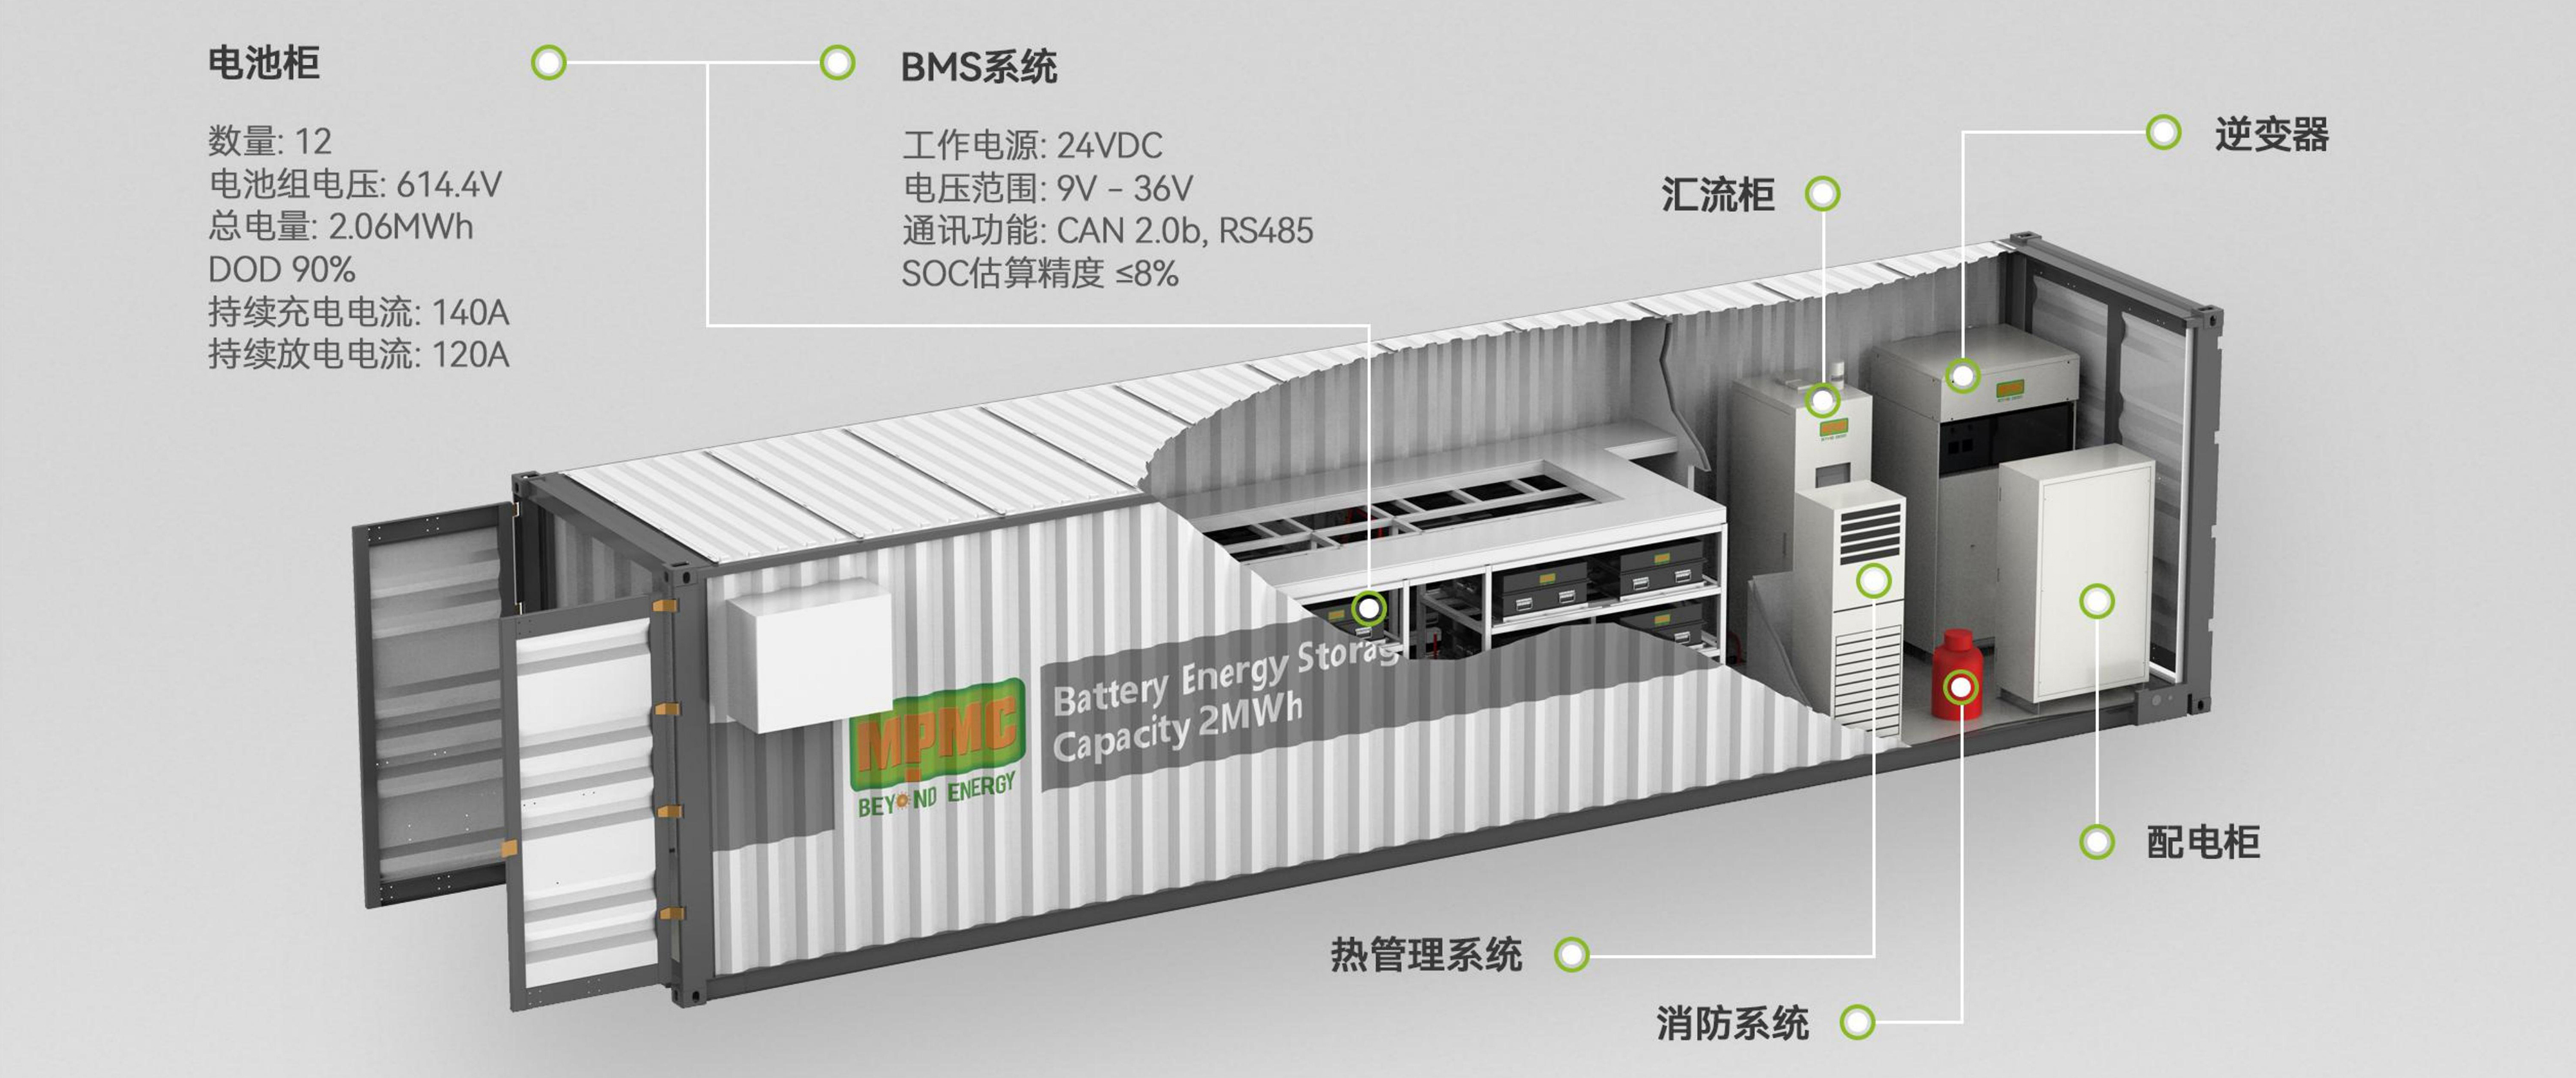 电池柜
数量: 12
电池组电压: 614.4V
总电量: 2.06MWh
DOD 90%
持续充电电流: 140A
持续放电电流: 120A
BMS系统
工作电源: 24VDC
电压范围: 9V – 36V
通讯功能: CAN 2.0b, RS485
SOC估算精度 ≤8%
汇流柜
逆变器
MPMC
BEYOND ENERGY
Battery Energy Storag
Capacity 2MWh
配电柜
热管理系统
消防系统